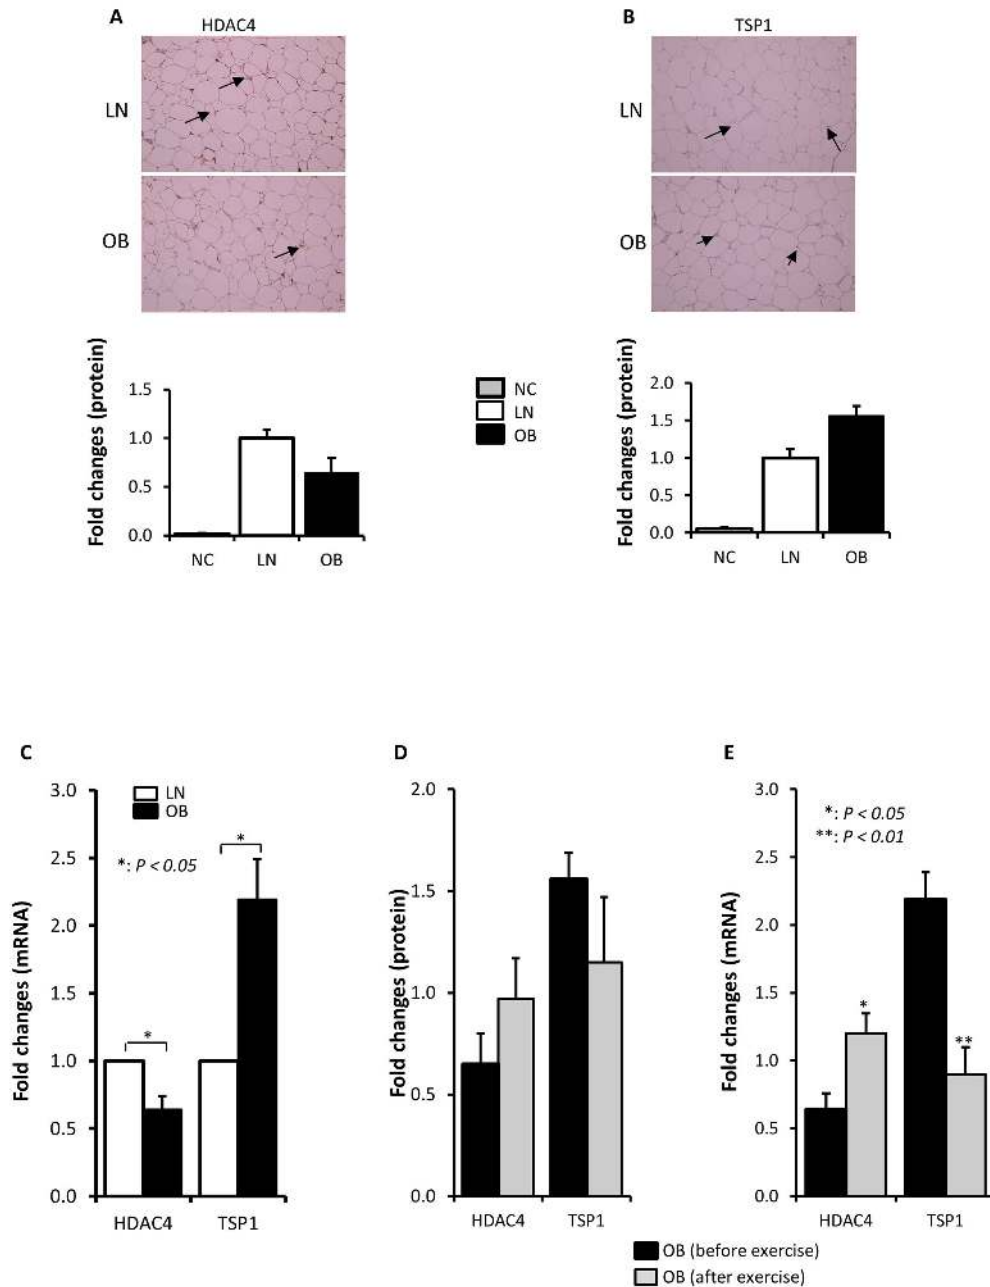 A
HDAC4
LN
OB
Fold changes (protein)
1.5
1.0
0.5
0.0
NC
LN
OB
NC
LN
OB
B
TSP1
LN
OB
Fold changes (protein)
2.0
1.5
1.0
0.5
0.0
NC
LN
OB
C
Fold changes (mRNA)
3.0
2.5
2.0
1.5
1.0
0.5
0.0
LN
OB
*: P < 0.05
*
*
HDAC4
TSP1
D
Fold changes (protein)
2.0
1.5
1.0
0.5
0.0
HDAC4
TSP1
E
Fold changes (mRNA)
3.0
2.5
2.0
1.5
1.0
0.5
0.0
*: P < 0.05
**: P < 0.01
*
**
HDAC4
TSP1
OB (before exercise)
OB (after exercise)